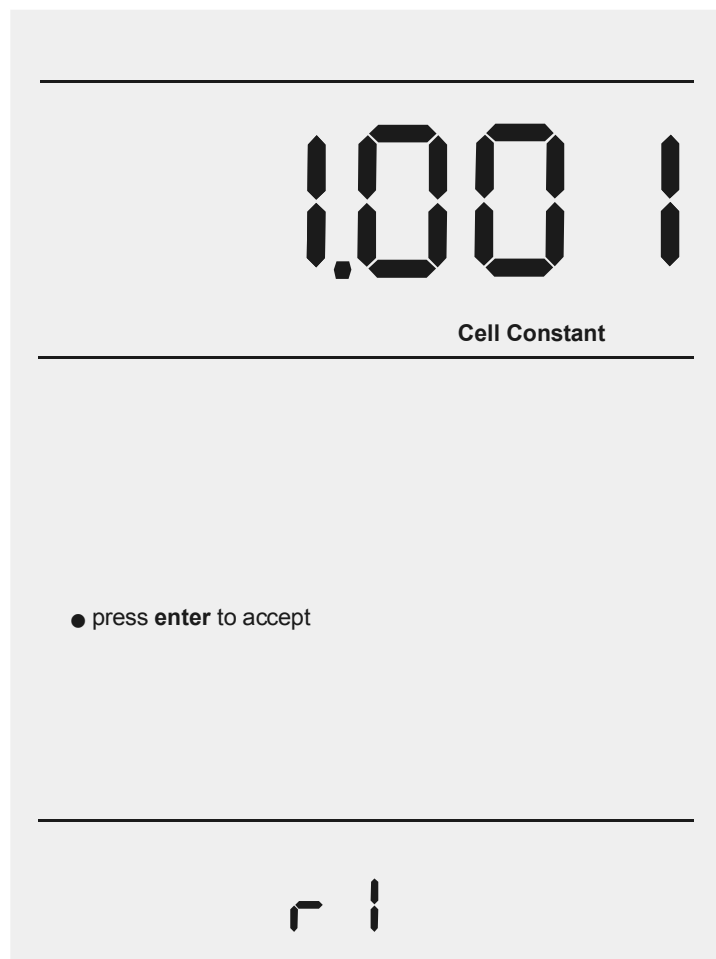 1.001
Cell Constant
● press enter to accept
r1